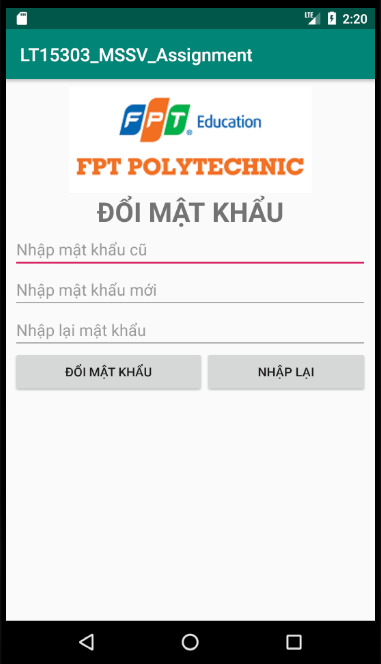 LTE 2:20
LT15303_MSSV_Assignment
FPT. Education
FPT POLYTECHNIC
ĐỔI MẬT KHẨU
Nhập mật khẩu cũ
Nhập mật khẩu mới
Nhập lại mật khẩu
ĐỔI MẬT KHẨU NHẬP LẠI